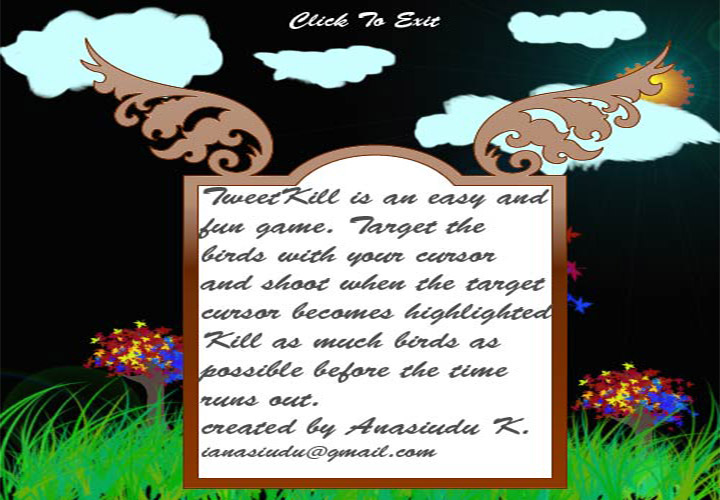 Click To Exit
TweetKill is an easy and
fun game. Target the
birds with your cursor
and shoot when the target
cursor becomes highlighted
Kill as much birds as
possible before the time
runs out.
created by Anasiudu K.
ianasiudu@gmail.com